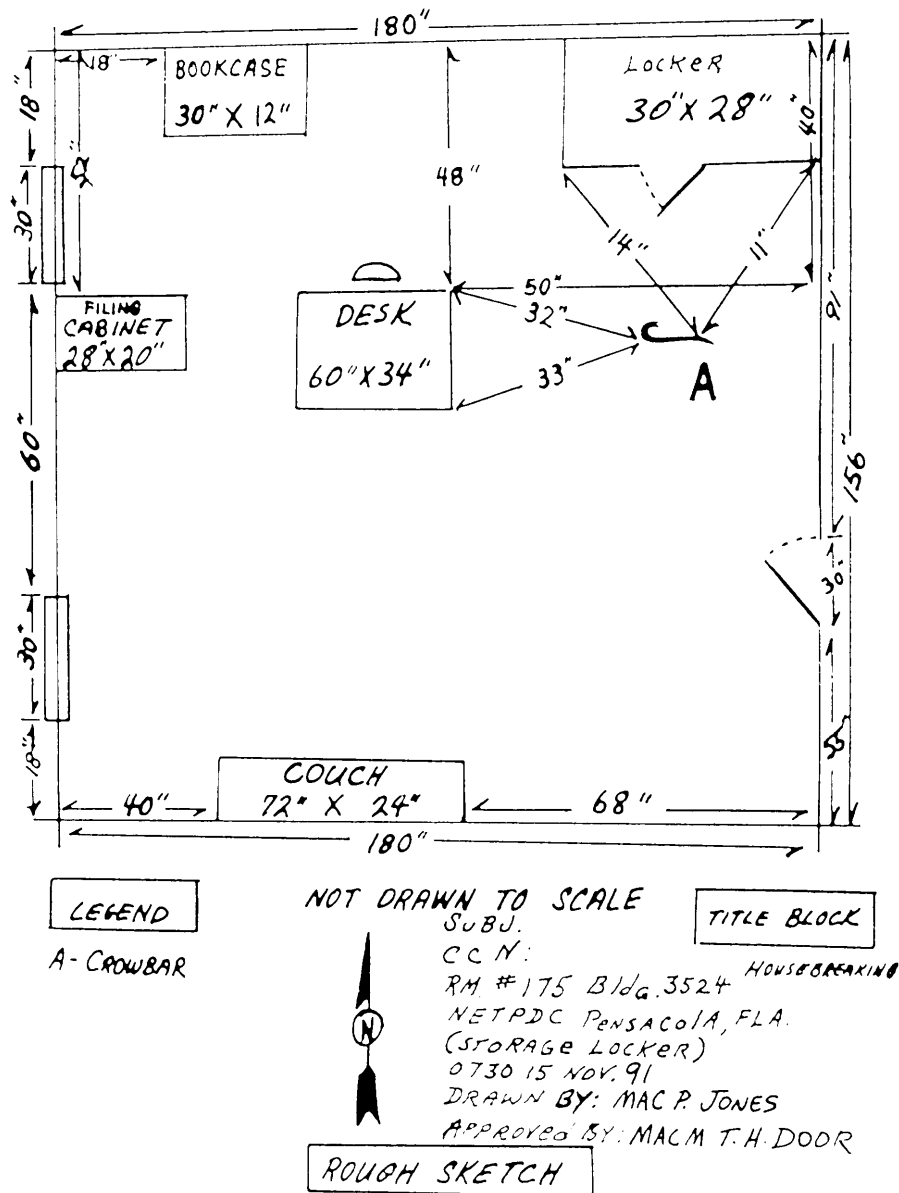 180"
18"
BOOKCASE
30" X 12"
LOCKER
30" X 28"
40"
18"
52"
30"
48"
14"
11"
91"
50"
32"
FILING
CABINET
28" X 20"
DESK
60" X 34"
33"
A
60"
156"
30"
30"
18"
55"
COUCH
72" X 24"
40"
68"
180"
LEGEND
A- CROWBAR
NOT DRAWN TO SCALE
TITLE BLOCK
SUBJ.
HOUSEBREAKING
CCN:
RM #175 Bldg. 3524
NETPDC PENSACOLA, FLA.
(STORAGE LOCKER)
0730 15 NOV. 91
DRAWN BY: MAC P. JONES
APPROVED BY: MACM T.H. DOOR
N
ROUGH SKETCH